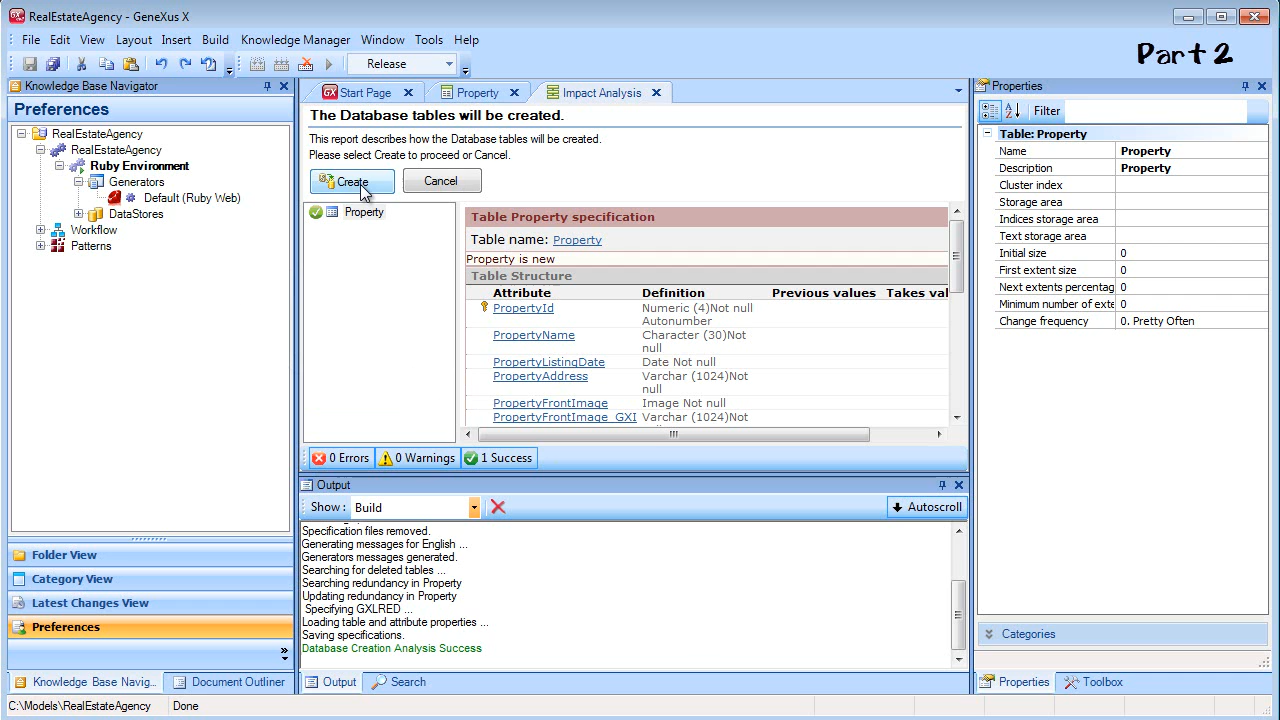 RealEstateAgency - GeneXus X
File Edit View Layout Insert Build Knowledge Manager Window Tools Help
Release
Part 2
Knowledge Base Navigator
Preferences
RealEstateAgency
RealEstateAgency
Ruby Environment
Generators
Default (Ruby Web)
DataStores
Workflow
Patterns
Folder View
Category View
Latest Changes View
Preferences
Knowledge Base Navig...
Document Outliner
Start Page
Property
Impact Analysis
The Database tables will be created.
This report describes how the Database tables will be created.
Please select Create to proceed or Cancel.
Create
Cancel
Property
Table Property specification
Table name: Property
Property is new
Table Structure
Attribute Definition Previous values Takes val
PropertyId Numeric (4)Not null
Autonumber
PropertyName Character (30)Not
null
PropertyListingDate Date Not null
PropertyAddress Varchar (1024)Not
null
PropertyFrontImage Image Not null
PropertyFrontImage_GXI Varchar (1024)Not
0 Errors
0 Warnings
1 Success
Output
Show: Build
Autoscroll
Specification files removed.
Generating messages for English ...
Generators messages generated.
Searching for deleted tables ...
Searching redundancy in Property
Updating redundancy in Property
Specifying GXLRED ...
Loading table and attribute properties ...
Saving specifications.
Database Creation Analysis Success
Output
Search
Properties
Filter
Table: Property
Name Property
Description Property
Cluster index
Storage area
Indices storage area
Text storage area
Initial size 0
First extent size 0
Next extents percentag 0
Minimum number of exte 0
Change frequency 0. Pretty Often
Categories
Properties
Toolbox
C:\Models\RealEstateAgency Done